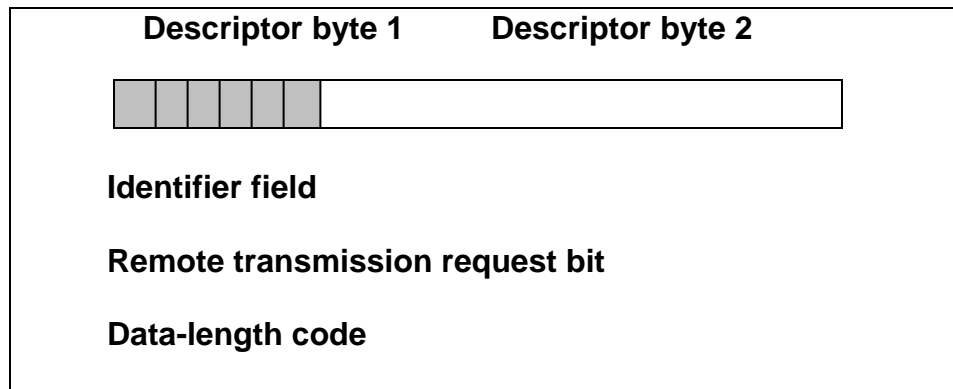 Descriptor byte 1 Descriptor byte 2
Identifier field
Remote transmission request bit
Data-length code